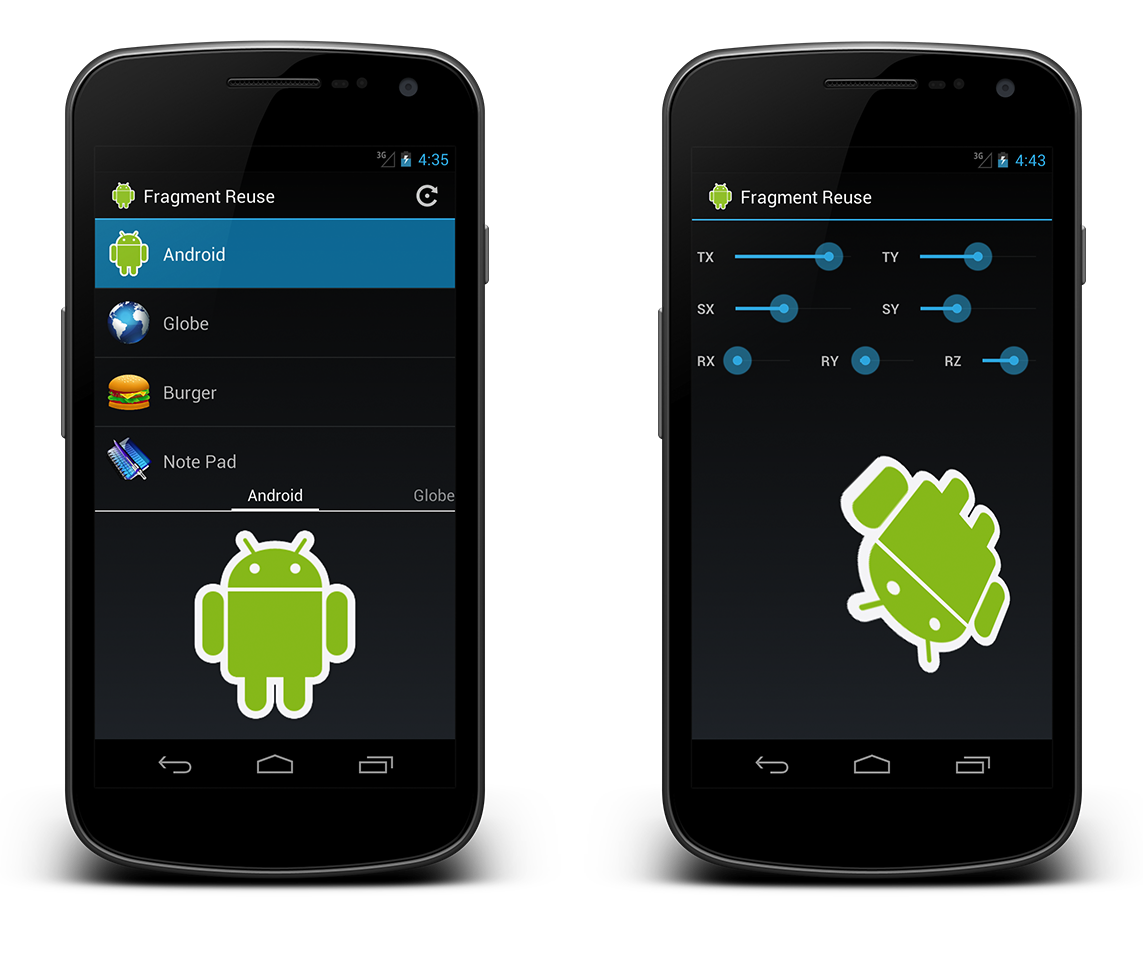 3G 4:35
Fragment Reuse
Android
Globe
Burger
Note Pad
Android Globe
3G 4:43
Fragment Reuse
TX TY
SX SY
RX RY RZ